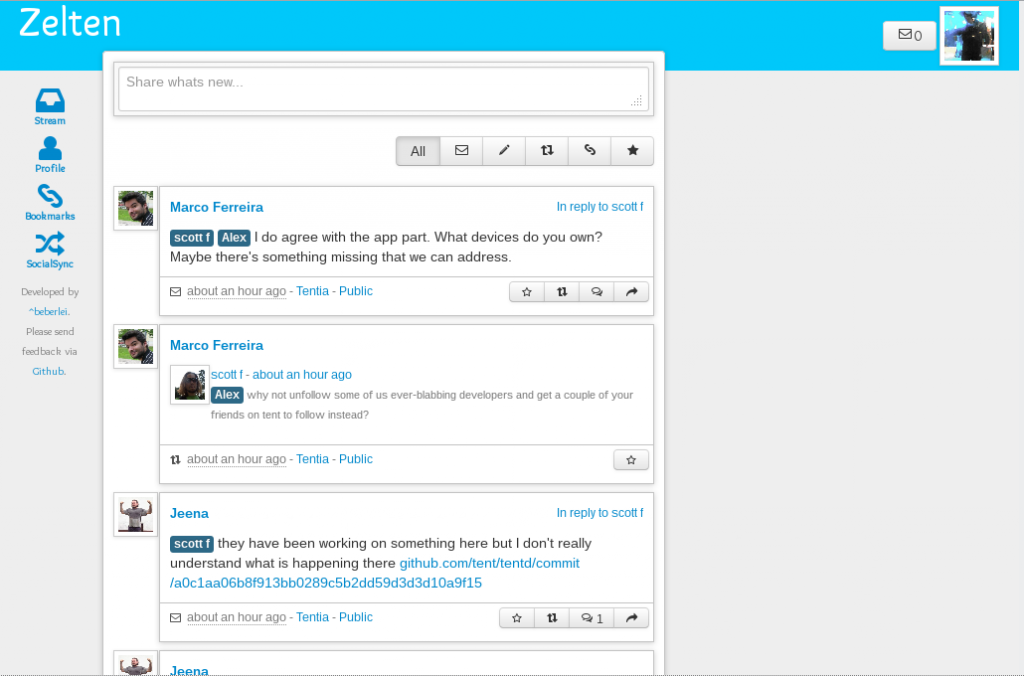 Zelten
0
Share whats new...
Stream
Profile
Bookmarks
SocialSync
Developed by
^beberlei.
Please send
feedback via
Github.
All
Marco Ferreira
In reply to scott f
scott f Alex I do agree with the app part. What devices do you own?
Maybe there's something missing that we can address.
about an hour ago - Tentia - Public
Marco Ferreira
scott f - about an hour ago
Alex why not unfollow some of us ever-blabbing developers and get a couple of your
friends on tent to follow instead?
about an hour ago - Tentia - Public
Jeena
In reply to scott f
scott f they have been working on something here but I don't really
understand what is happening there github.com/tent/tentd/commit
/a0c1aa06b8f913bb0289c5b2dd59d3d3d10a9f15
about an hour ago - Tentia - Public
1
Jeena